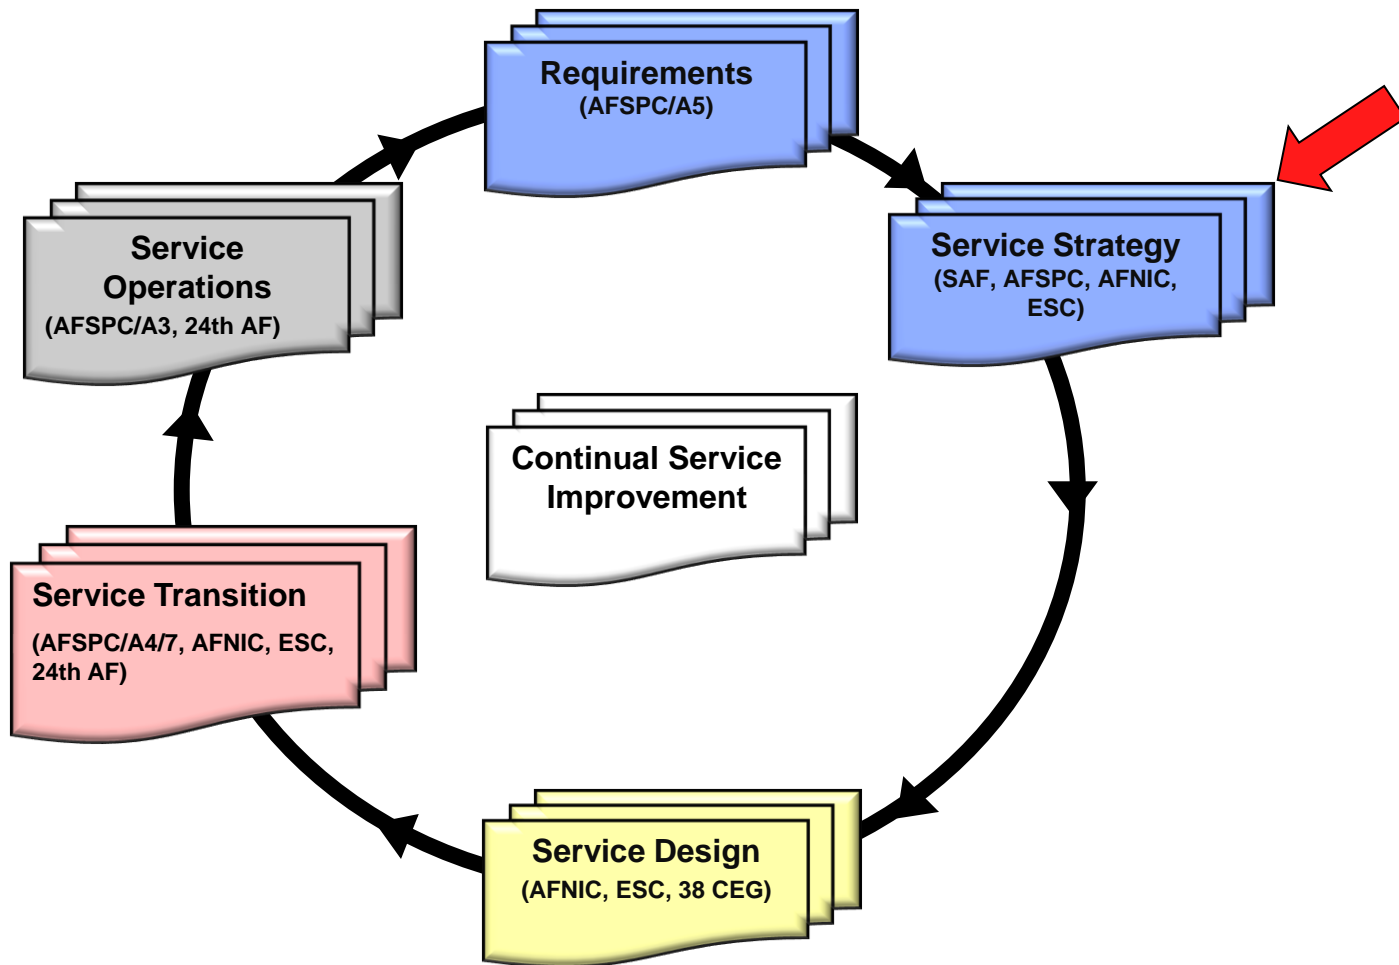 Requirements
(AFSPC/A5)
Service Strategy
(SAF, AFSPC, AFNIC,
ESC)
Service
Operations
(AFSPC/A3, 24th AF)
Continual Service
Improvement
Service Transition
(AFSPC/A4/7, AFNIC, ESC,
24th AF)
Service Design
(AFNIC, ESC, 38 CEG)